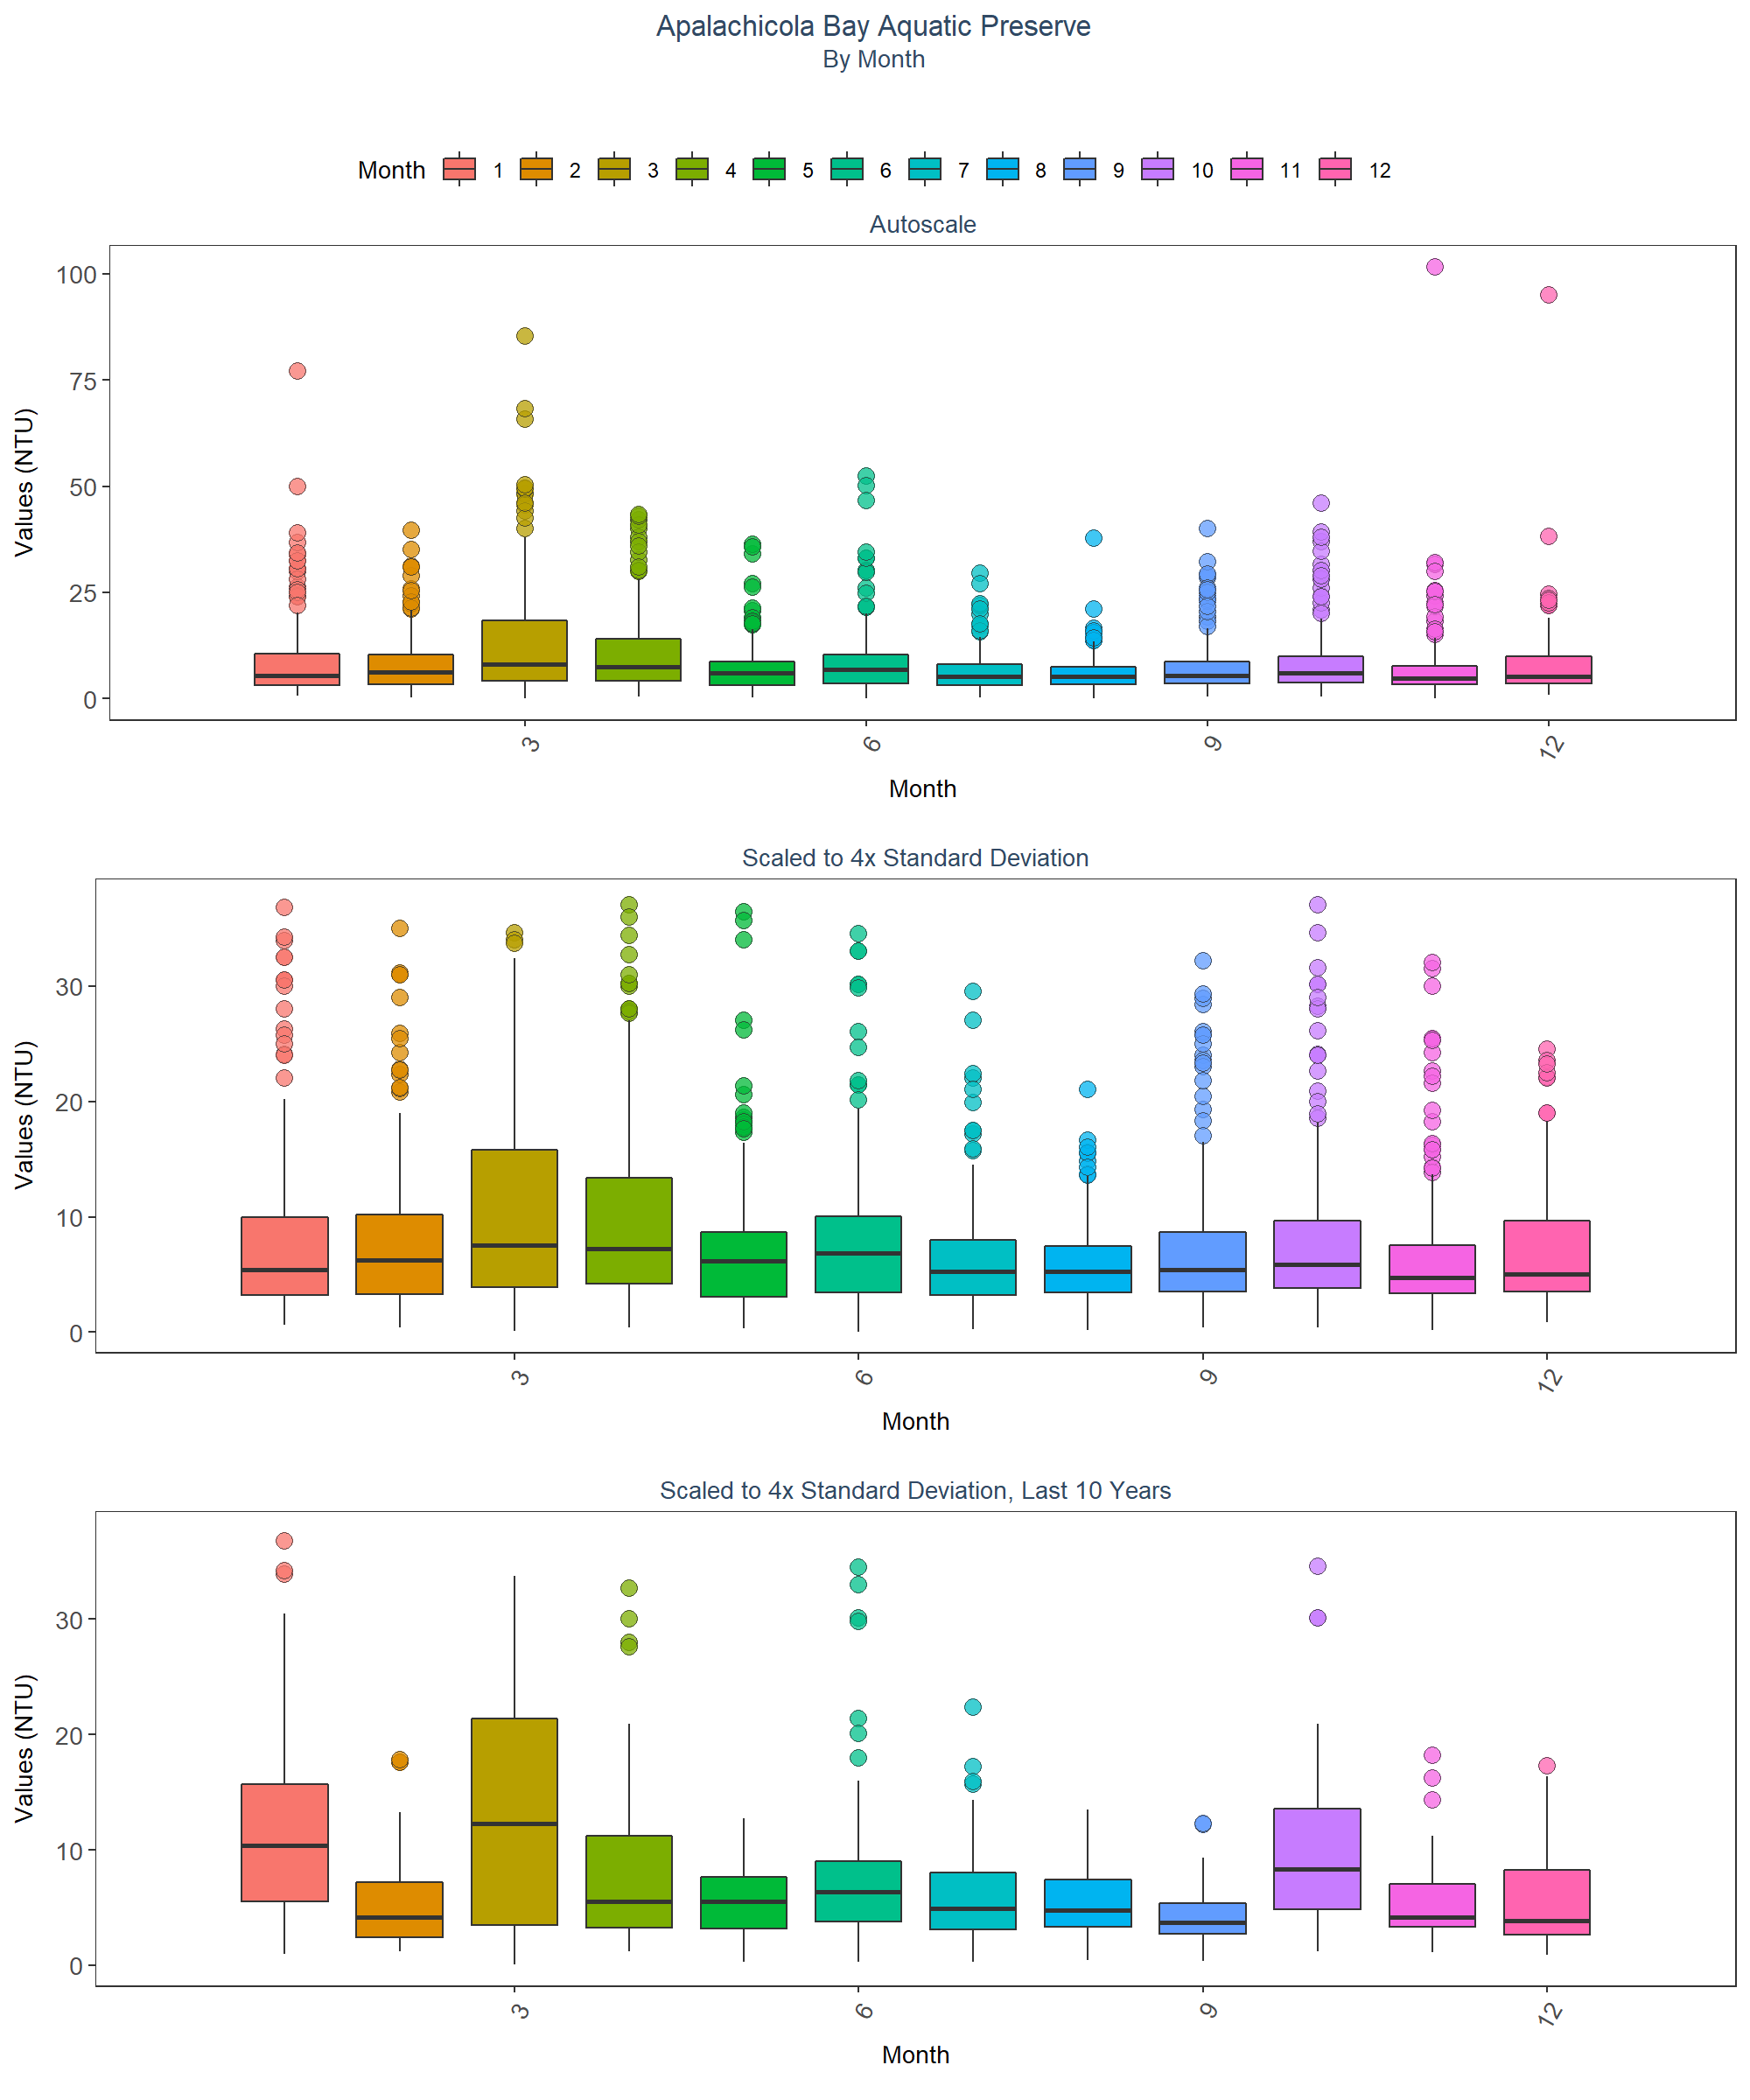 Apalachicola Bay Aquatic Preserve
By Month
Month 1 2 3 4 5 6 7 8 9 10 11 12
Autoscale
Values (NTU)
100
75
50
25
0
3 6 9 12
Month
Scaled to 4x Standard Deviation
Values (NTU)
30
20
10
0
3 6 9 12
Month
Scaled to 4x Standard Deviation, Last 10 Years
Values (NTU)
30
20
10
0
3 6 9 12
Month